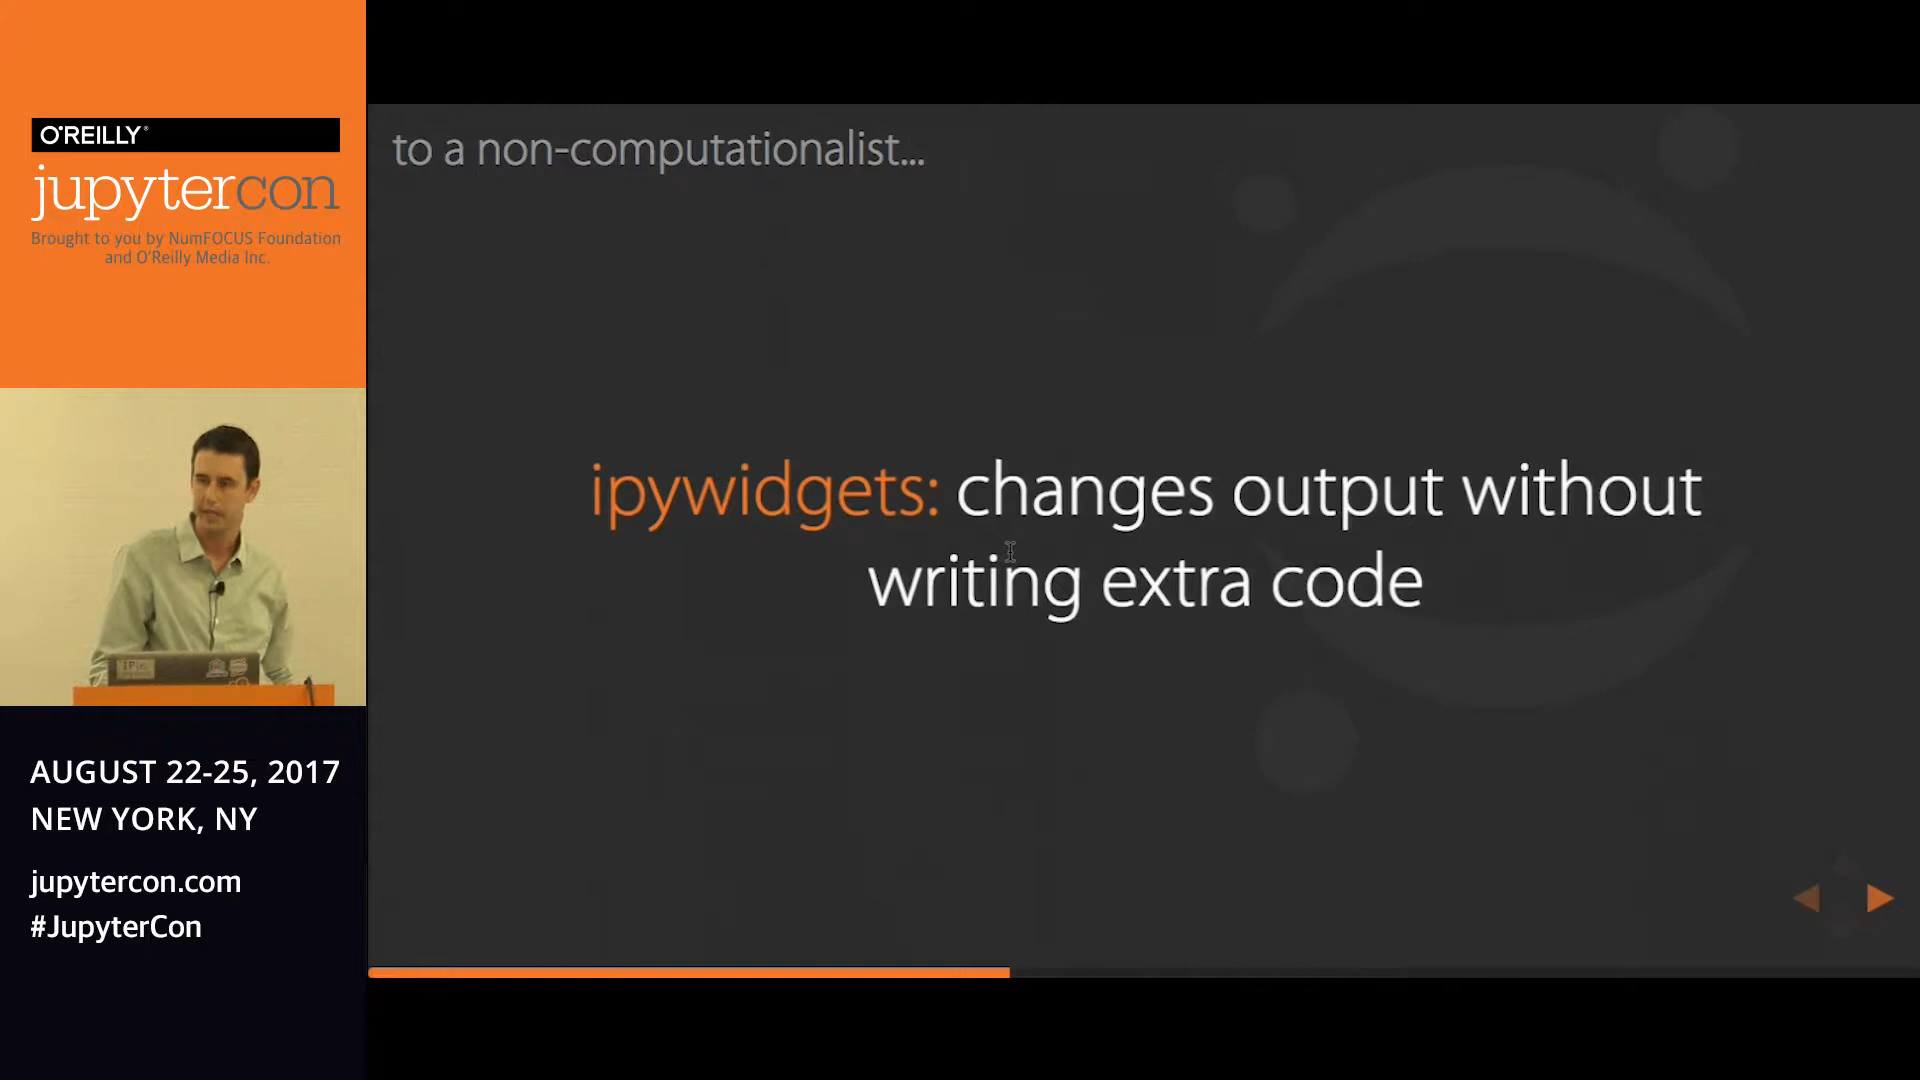 O'REILLY®
jupytercon
Brought to you by NumFOCUS Foundation
and O'Reilly Media Inc.
AUGUST 22-25, 2017
NEW YORK, NY
jupytercon.com
#JupyterCon
to a non-computationalist...
ipywidgets: changes output without
writing extra code